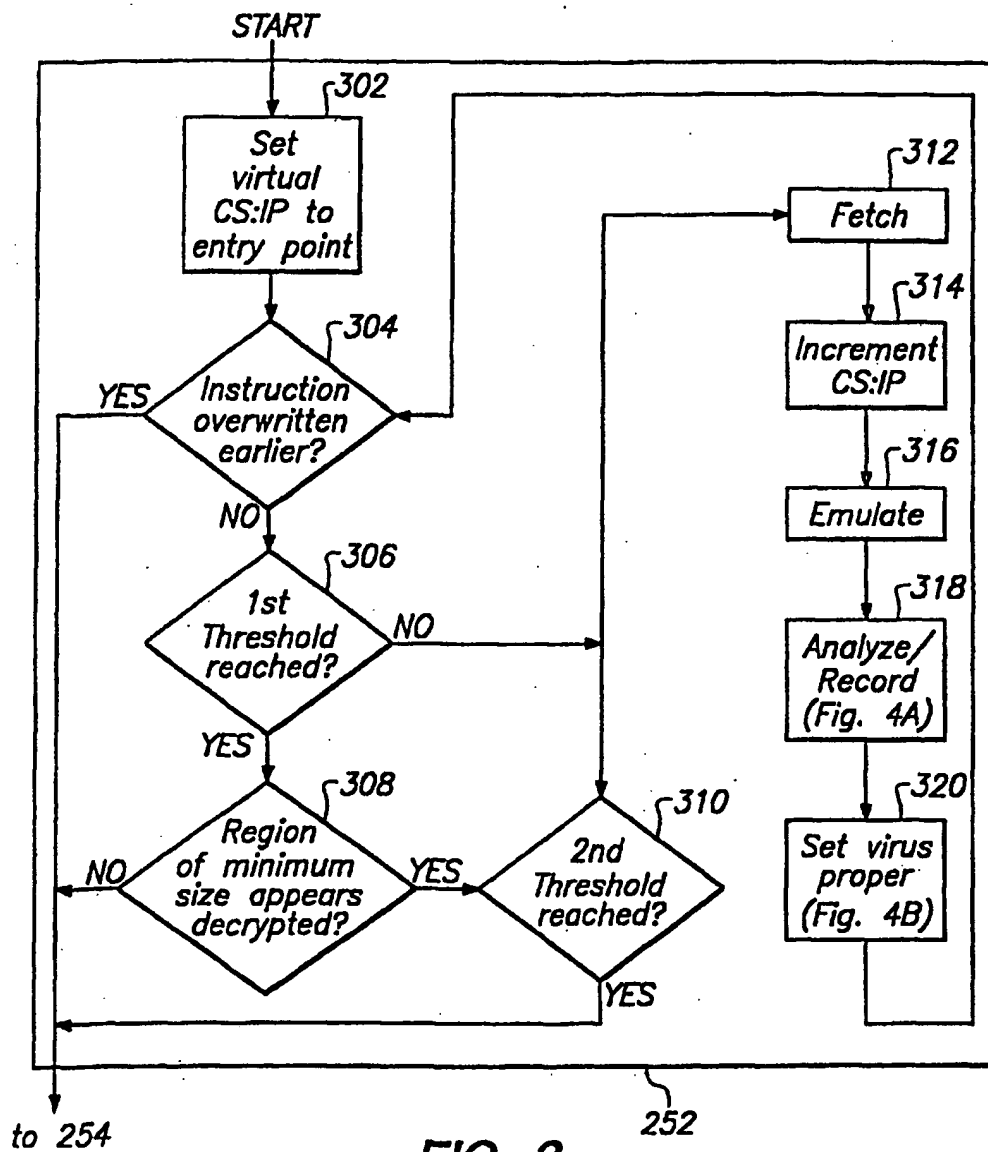 START
302
Set
virtual
CS:IP to
entry point
304
YES
Instruction
overwritten
earlier?
NO
306
1st
Threshold
reached?
NO
YES
308
Region
of minimum
size appears
decrypted?
NO
YES
310
2nd
Threshold
reached?
YES
312
Fetch
314
Increment
CS:IP
316
Emulate
318
Analyze/
Record
(Fig. 4A)
320
Set virus
proper
(Fig. 4B)
252
to 254